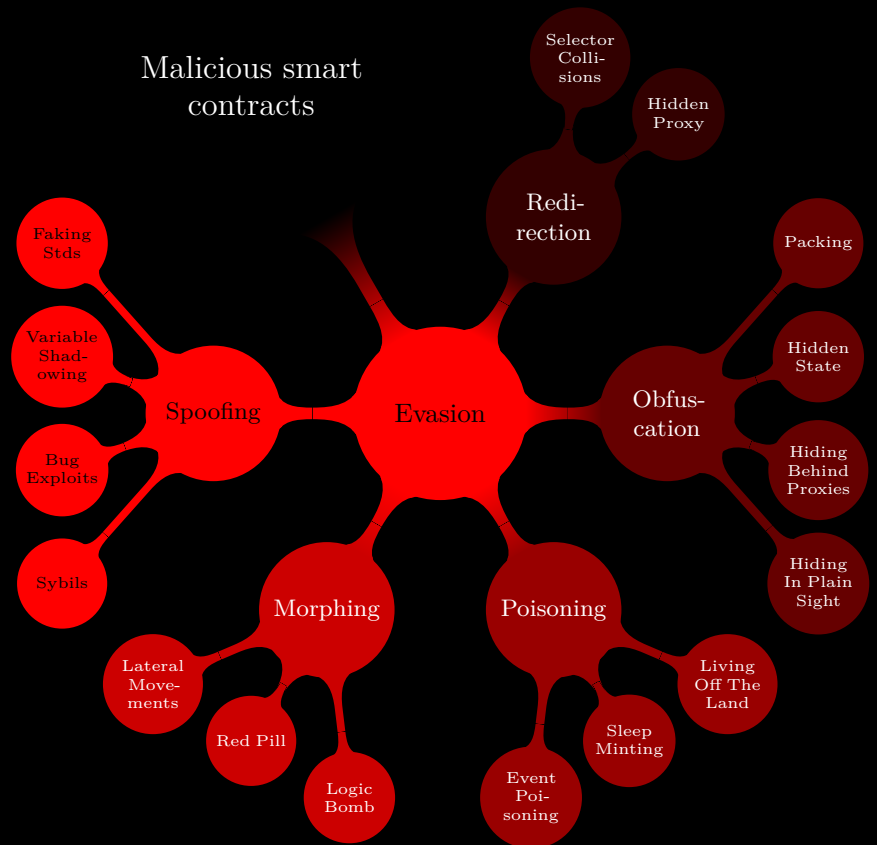 Malicious smart
contracts
Selector
Colli-
sions
Hidden
Proxy
Redi-
rection
Faking
Stds
Variable
Shad-
owing
Bug
Exploits
Sybils
Spoofing
Evasion
Obfus-
cation
Packing
Hidden
State
Hiding
Behind
Proxies
Hiding
In Plain
Sight
Morphing
Lateral
Move-
ments
Red Pill
Logic
Bomb
Poisoning
Event
Poi-
soning
Sleep
Minting
Living
Off The
Land